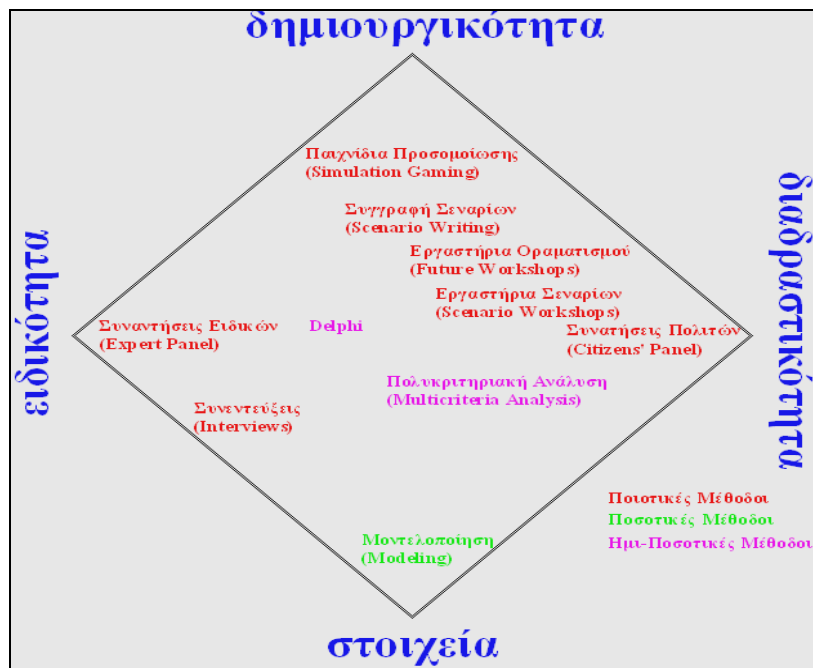 δημιουργικότητα
Παιχνίδια Προσομοίωσης
(Simulation Gaming)
Συγγραφή Σεναρίων
(Scenario Writing)
Εργαστήρια Οραματισμού
(Future Workshops)
Εργαστήρια Σεναρίων
(Scenario Workshops)
ειδικότητα
Συναντήσεις Ειδικών
(Expert Panel)
Delphi
Συνατήσεις Πολιτών
(Citizens' Panel)
διαδραστικότητα
Πολυκριτηριακή Ανάλυση
(Multicriteria Analysis)
Συνεντεύξεις
(Interviews)
Μοντελοποίηση
(Modeling)
Ποιοτικές Μέθοδοι
Ποσοτικές Μέθοδοι
Ημι-Ποσοτικές Μέθοδοι
στοιχεία